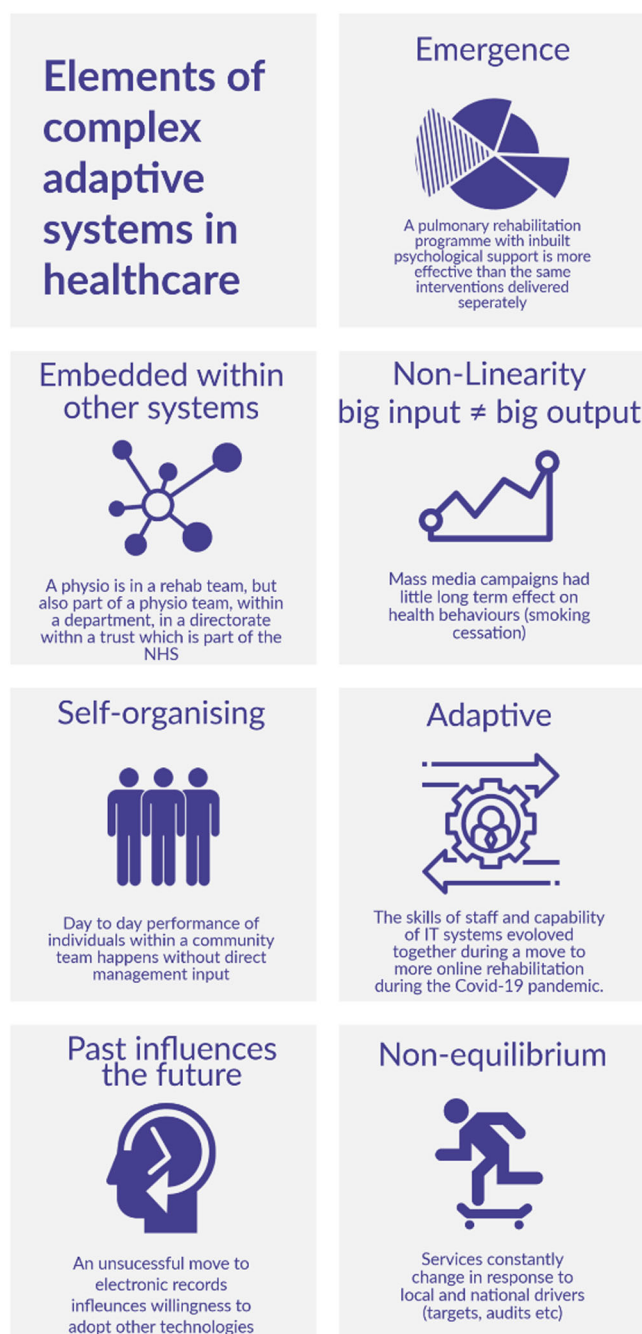 Elements of
complex
adaptive
systems in
healthcare
Emergence
A pulmonary rehabilitation
programme with inbuilt
psychological support is more
effective than the same
interventions delivered
seperately
Embedded within
other systems
A physio is in a rehab team, but
also part of a physio team, within
a department, in a directorate
withn a trust which is part of the
NHS
Non-Linearity
big input ≠ big output
Mass media campaigns had
little long term effect on
health behaviours (smoking
cessation)
Self-organising
Day to day performance of
individuals within a community
team happens without direct
management input
Adaptive
The skills of staff and capability
of IT systems evoloved
together during a move to
more online rehabilitation
during the Covid-19 pandemic.
Past influences
the future
An unsucessful move to
electronic records
infleunces willingness to
adopt other technologies
Non-equilibrium
Services constantly
change in response to
local and national drivers
(targets, audits etc)